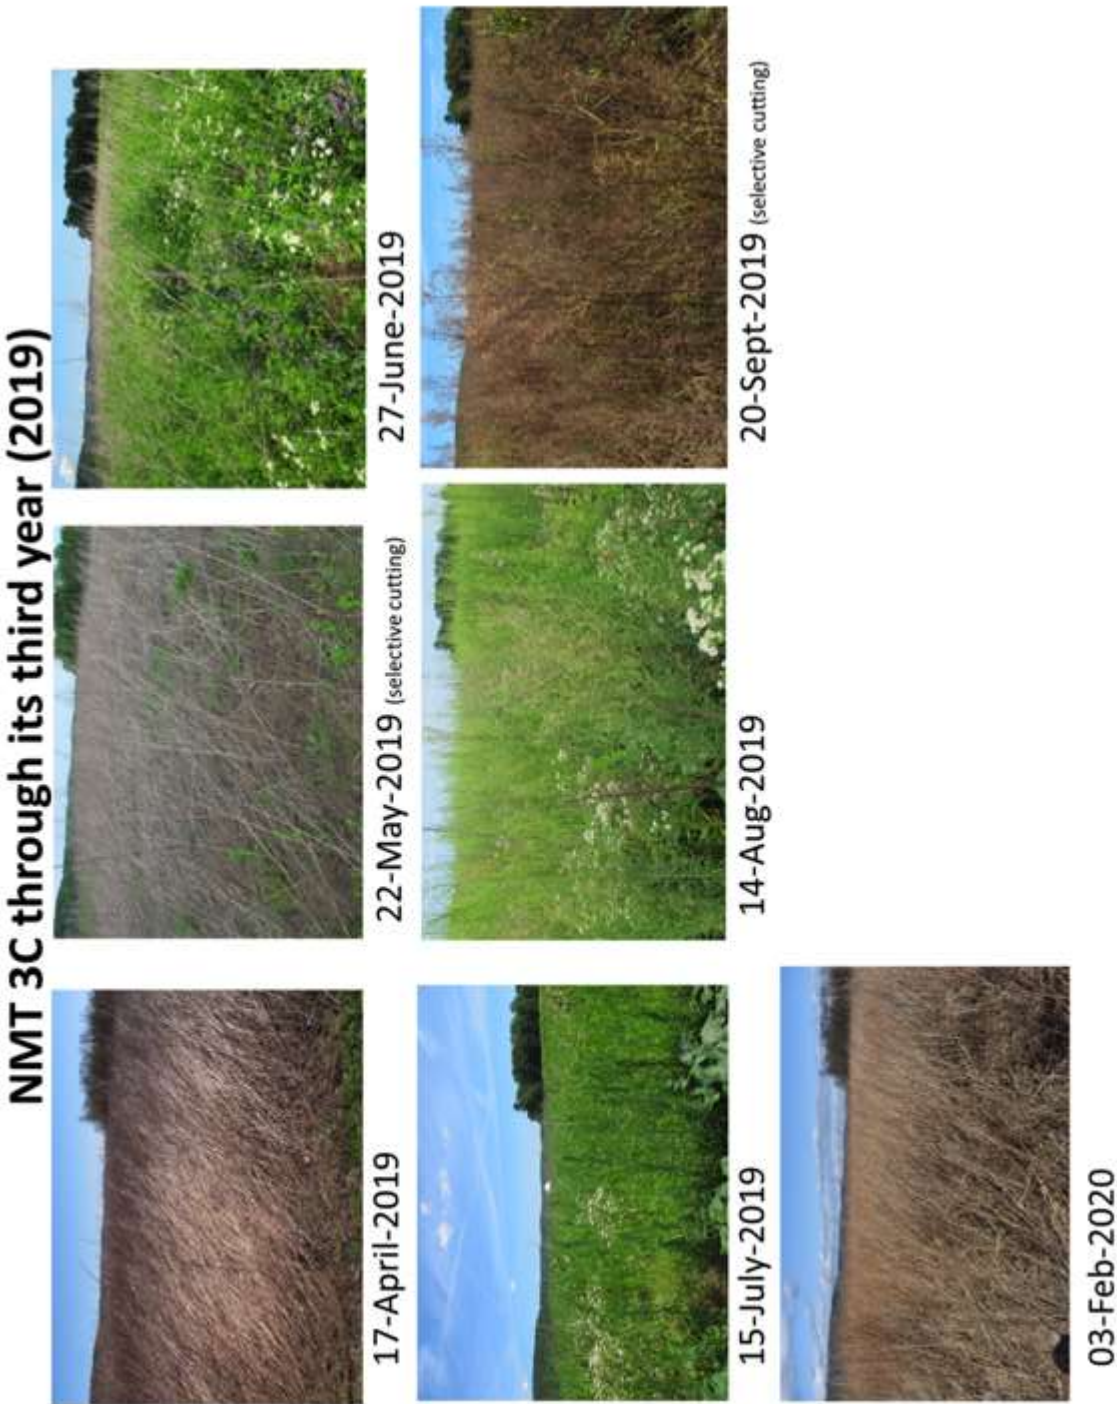 NMT 3C through its third year (2019)
17-April-2019
22-May-2019 (selective cutting)
27-June-2019
15-July-2019
14-Aug-2019
20-Sept-2019 (selective cutting)
03-Feb-2020